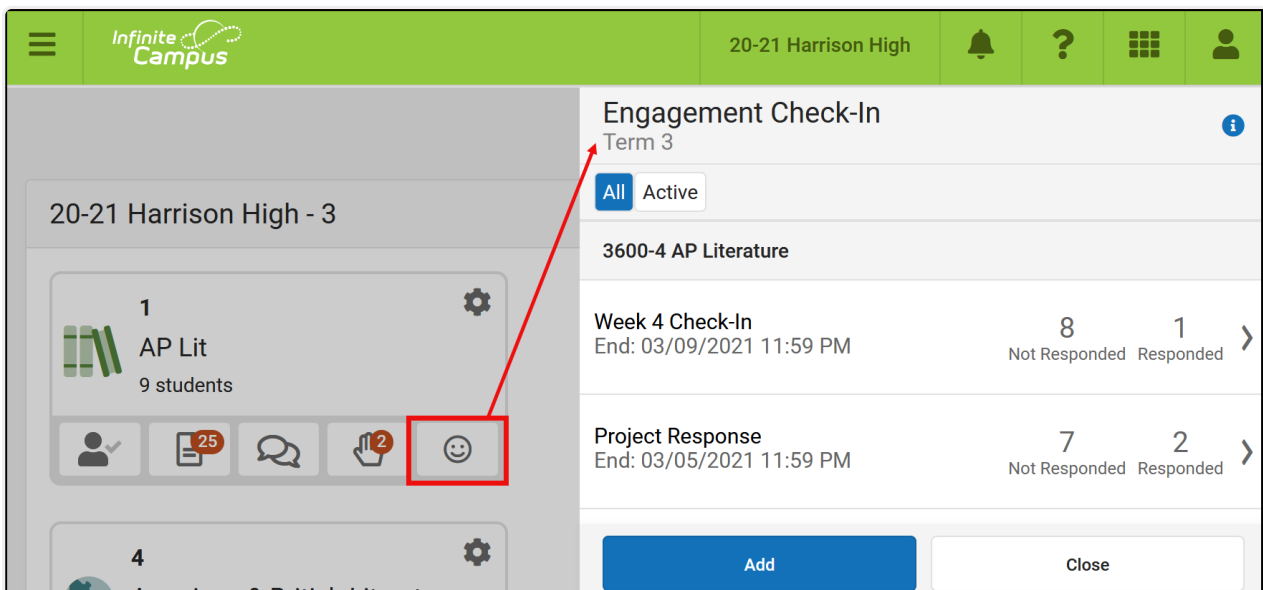 Infinite
Campus
20-21 Harrison High
?
Engagement Check-In
Term 3
i
All
Active
20-21 Harrison High - 3
3600-4 AP Literature
1
AP Lit
9 students
25
2
Week 4 Check-In
End: 03/09/2021 11:59 PM
8
Not Responded
1
Responded
Project Response
End: 03/05/2021 11:59 PM
7
Not Responded
2
Responded
4
Add
Close